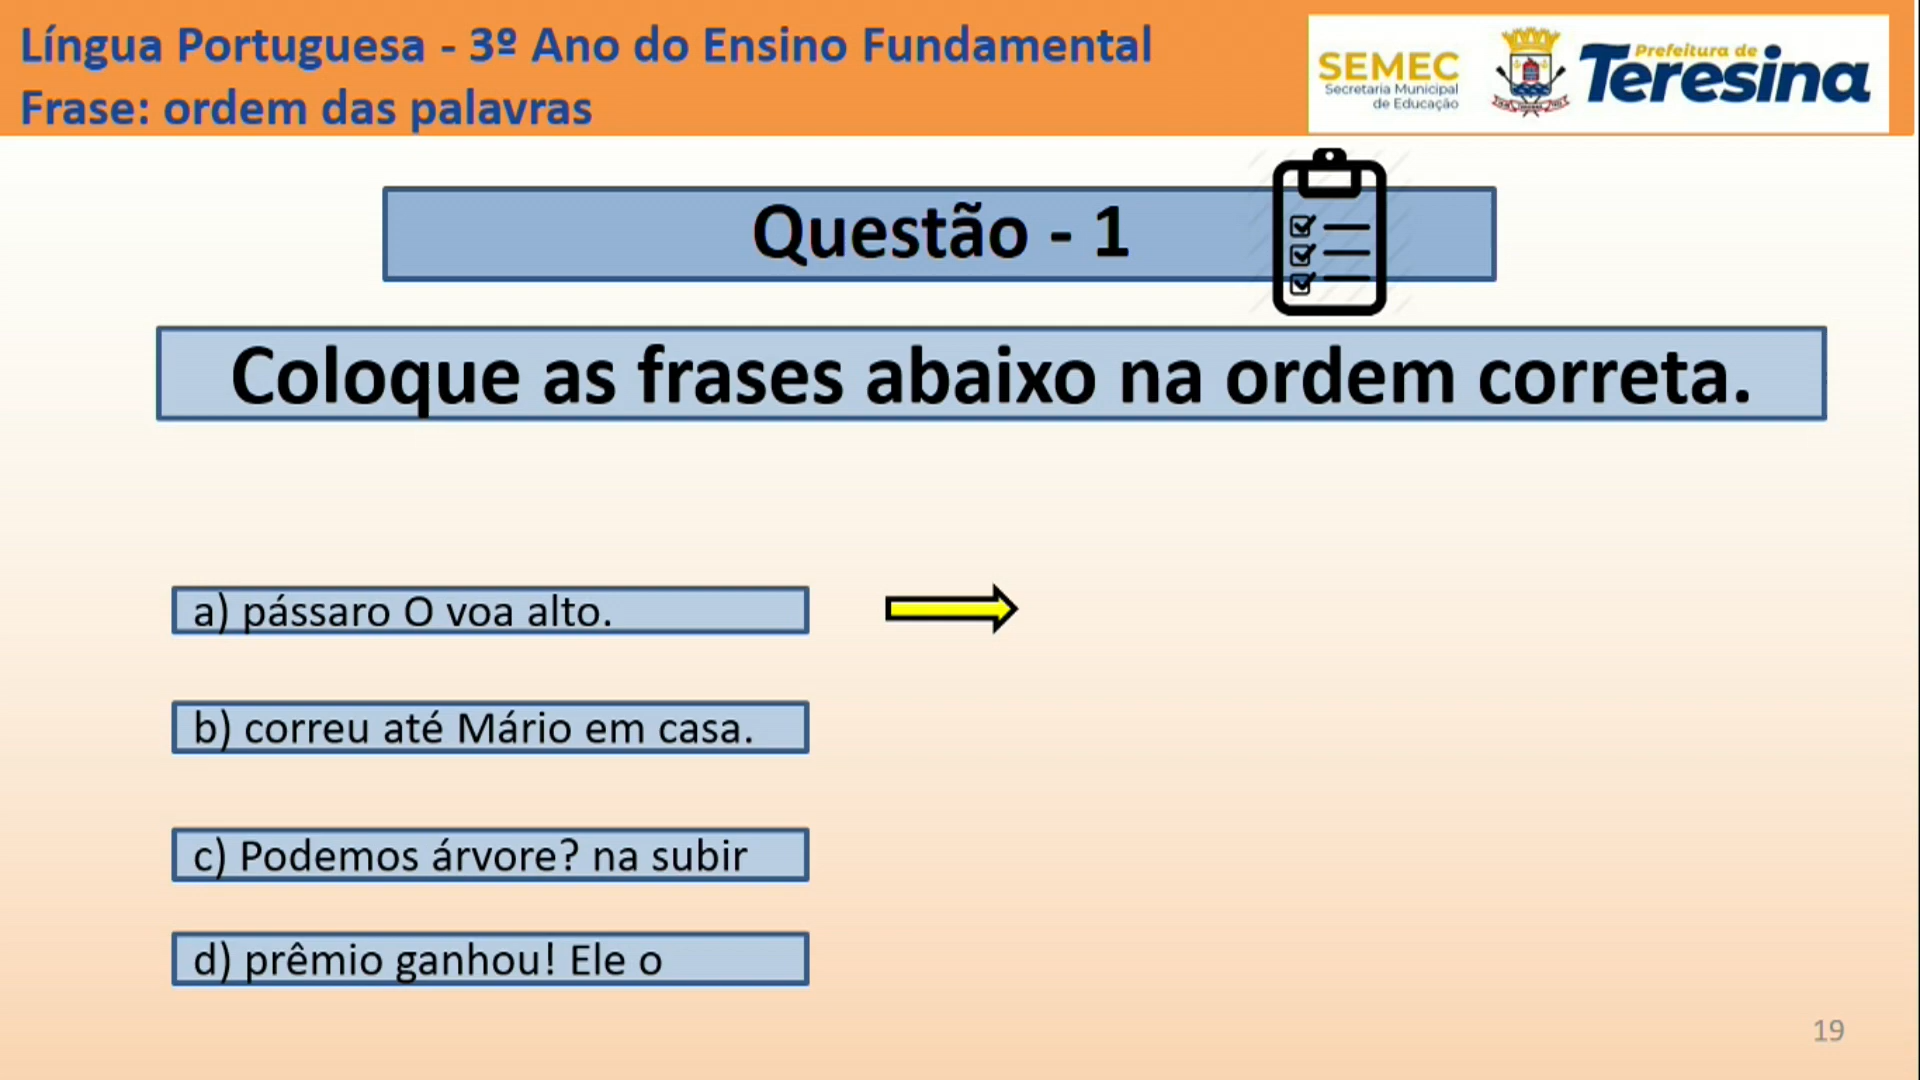 Língua Portuguesa - 3º Ano do Ensino Fundamental
Frase: ordem das palavras
SEMEC
Secretaria Municipal
de Educação
Prefeitura de
Teresina
Questão - 1
Coloque as frases abaixo na ordem correta.
a) pássaro O voa alto.
b) correu até Mário em casa.
c) Podemos árvore? na subir
d) prêmio ganhou! Ele o
19